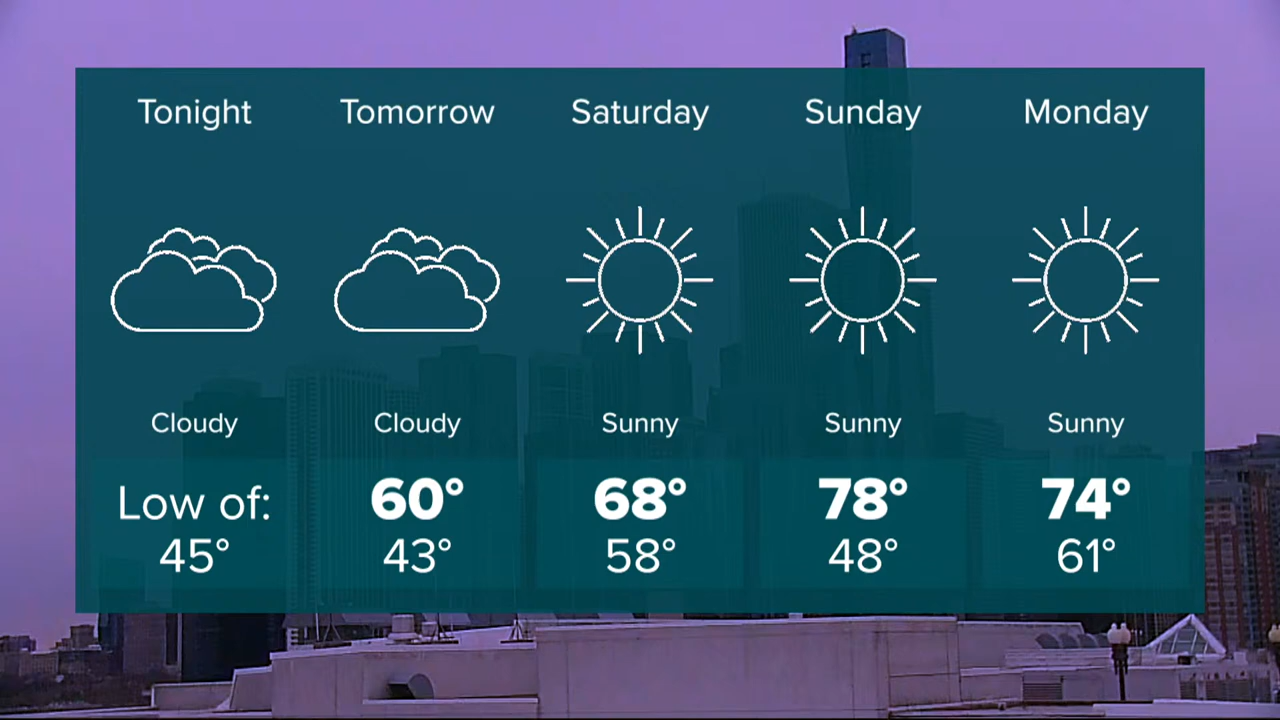 Tonight
Cloudy
Low of:
45°
Tomorrow
Cloudy
60°
43°
Saturday
Sunny
68°
58°
Sunday
Sunny
78°
48°
Monday
Sunny
74°
61°